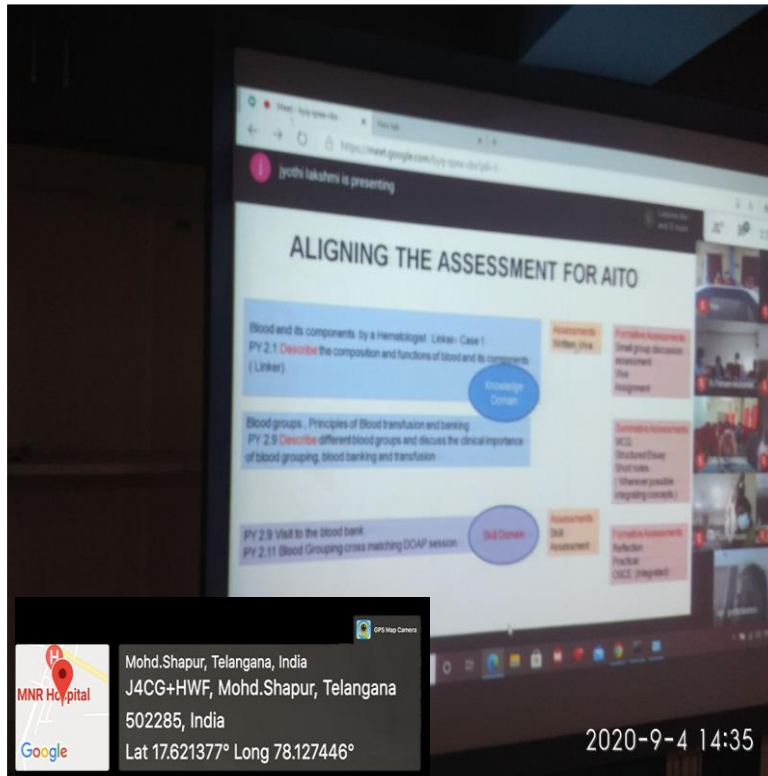 New tab
https://meet.google.com/
jyothi lakshmi is presenting
ALIGNING THE ASSESSMENT FOR AITO
Blood and its components by a Hematologist Linker- Case 1
PY 2.1 Describe the composition and functions of blood and its components
( Linker)
Knowledge
Domain
Blood groups , Principles of Blood transfusion and banking
PY 2.9 Describe different blood groups and discuss the clinical importance
of blood grouping, blood banking and transfusion
PY 2.9 Visit to the blood bank
PY 2.11 Blood Grouping cross matching DOAP session
Skill Domain
Assessments
Written, Viva
Assessments
Skill
Assessment
Formative Assessments
Small group discussion
assessment
Viva
Assignment
Summative Assessments
MCQ
Structured Essay
Short notes
( Wherever possible
integrating concepts )
Formative Assessments
Reflection
Practical
OSCE (Integrated)
GPS Map Camera
MNR Hospital
Google
Mohd.Shapur, Telangana, India
J4CG+HWF, Mohd.Shapur, Telangana
502285, India
Lat 17.621377° Long 78.127446°
2020-9-4 14:35